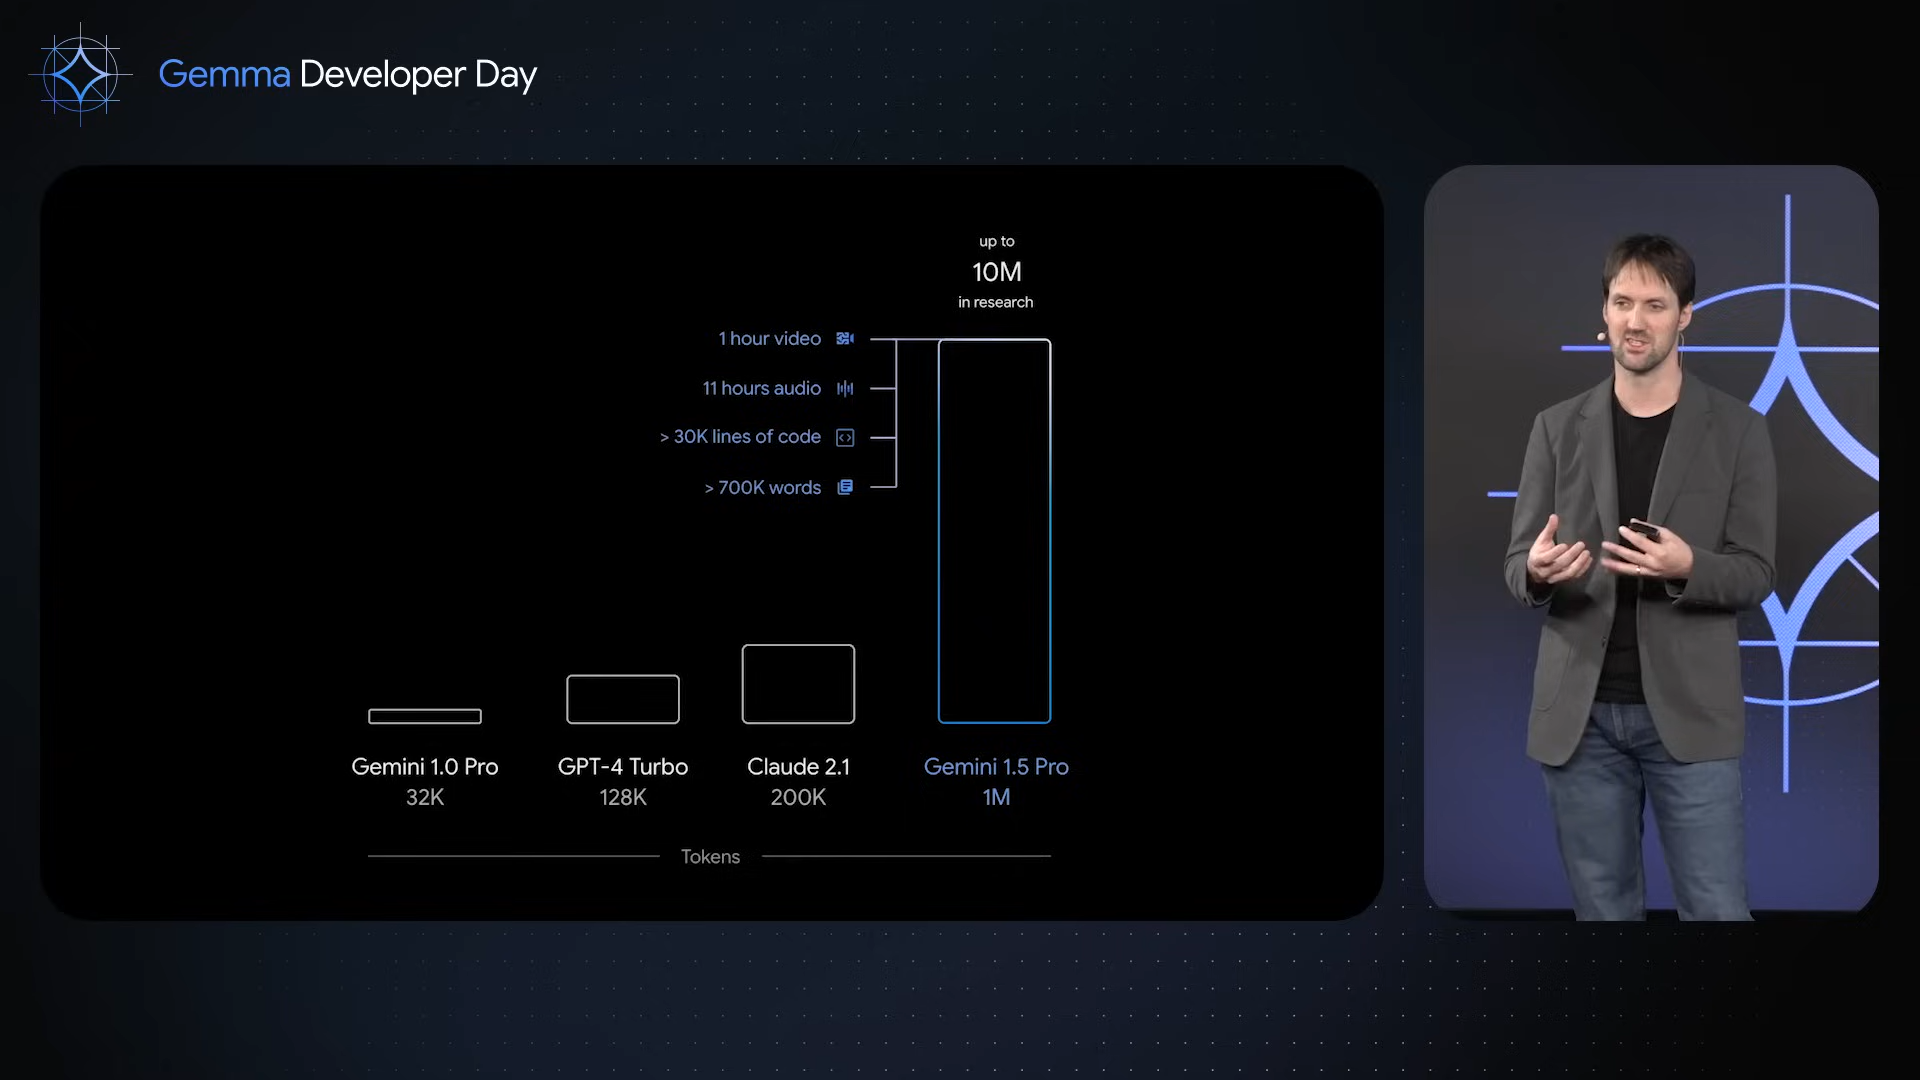 Gemma Developer Day
up to
10M
in research
1 hour video
11 hours audio
> 30K lines of code
> 700K words
Gemini 1.0 Pro
32K
GPT-4 Turbo
128K
Claude 2.1
200K
Gemini 1.5 Pro
1M
Tokens